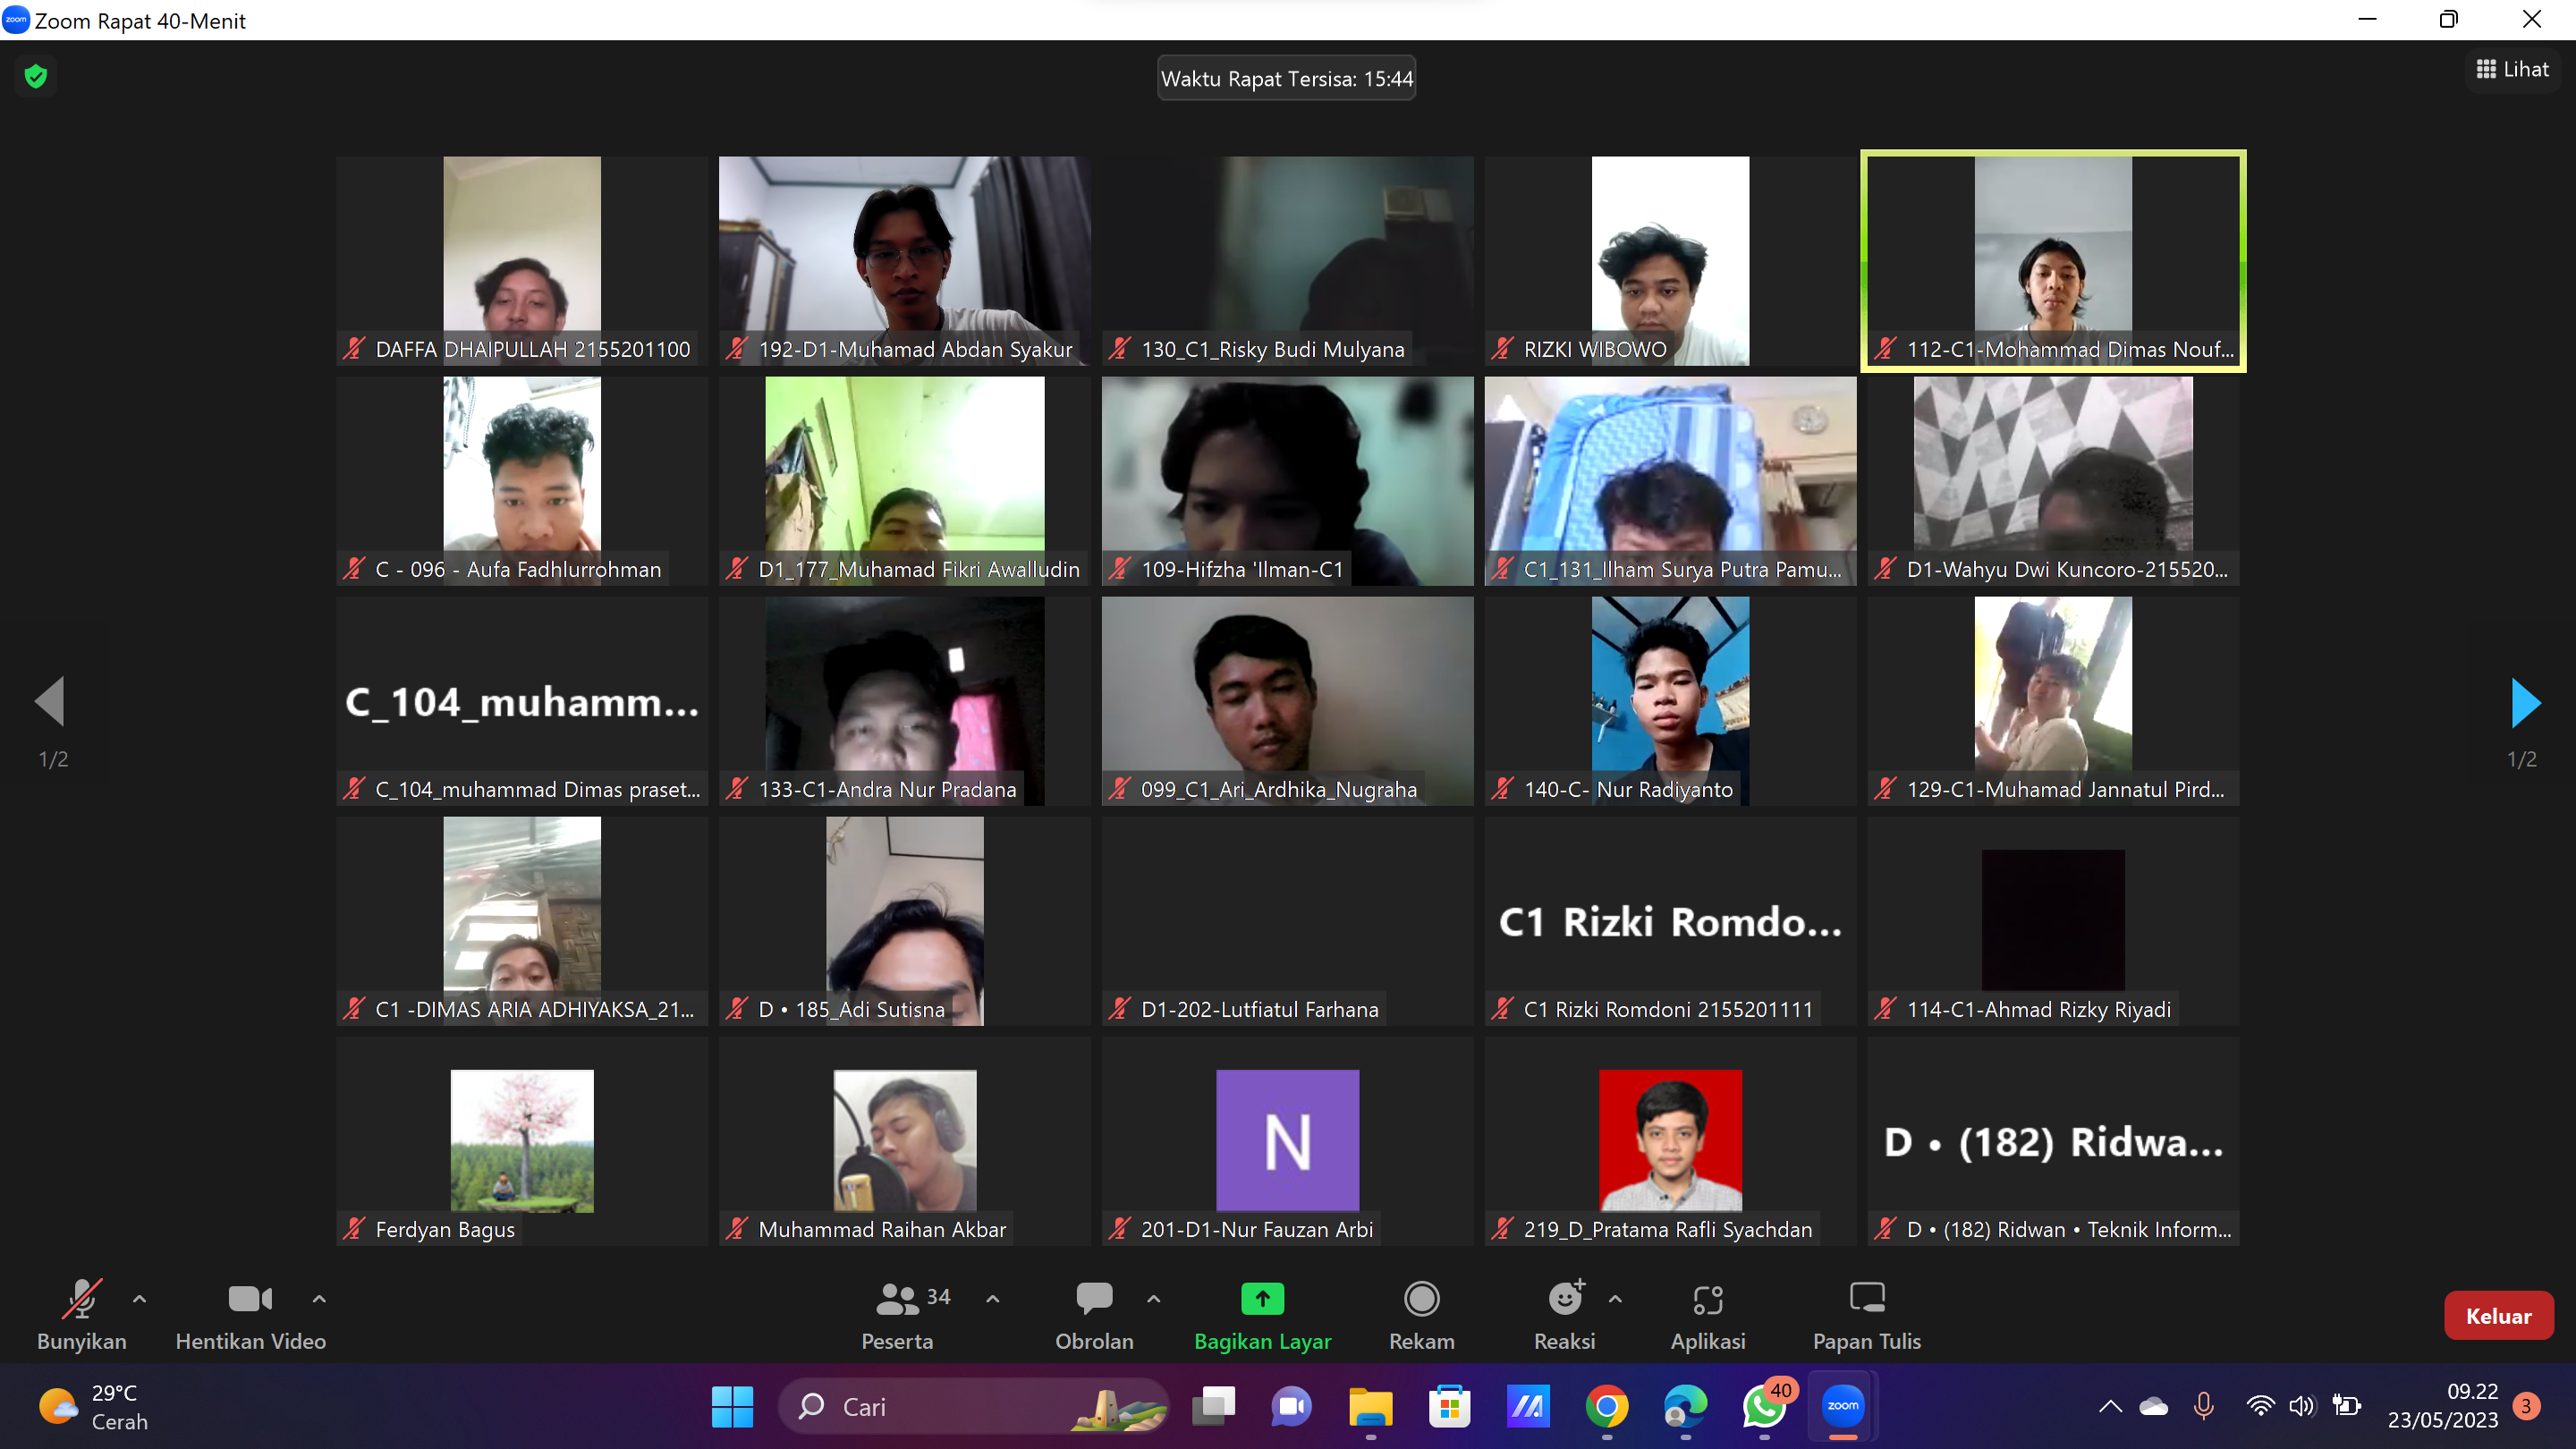 zoom Zoom Rapat 40-Menit
Waktu Rapat Tersisa: 15:44
Lihat
DAFFA DHAIPULLAH 2155201100
192-D1-Muhamad Abdan Syakur
130_C1_Risky Budi Mulyana
RIZKI WIBOWO
112-C1-Mohammad Dimas Nouf...
C - 096 - Aufa Fadhlurrohman
D1_177_Muhamad Fikri Awalludin
109-Hifzha 'Ilman-C1
C1_131_Ilham Surya Putra Pamu...
D1-Wahyu Dwi Kuncoro-215520...
C_104_muhamm...
C_104_muhammad Dimas praset...
133-C1-Andra Nur Pradana
099_C1_Ari_Ardhika_Nugraha
140-C- Nur Radiyanto
129-C1-Muhamad Jannatul Pird...
1/2
1/2
C1 -DIMAS ARIA ADHIYAKSA_21...
D • 185_Adi Sutisna
D1-202-Lutfiatul Farhana
C1 Rizki Romdo...
C1 Rizki Romdoni 2155201111
114-C1-Ahmad Rizky Riyadi
Ferdyan Bagus
Muhammad Raihan Akbar
N
201-D1-Nur Fauzan Arbi
219_D_Pratama Rafli Syachdan
D • (182) Ridwa...
D • (182) Ridwan • Teknik Inform...
Bunyikan
Hentikan Video
34
Peserta
Obrolan
Bagikan Layar
Rekam
Reaksi
Aplikasi
Papan Tulis
Keluar
29°C
Cerah
Cari
40
zoom
09.22
23/05/2023
3